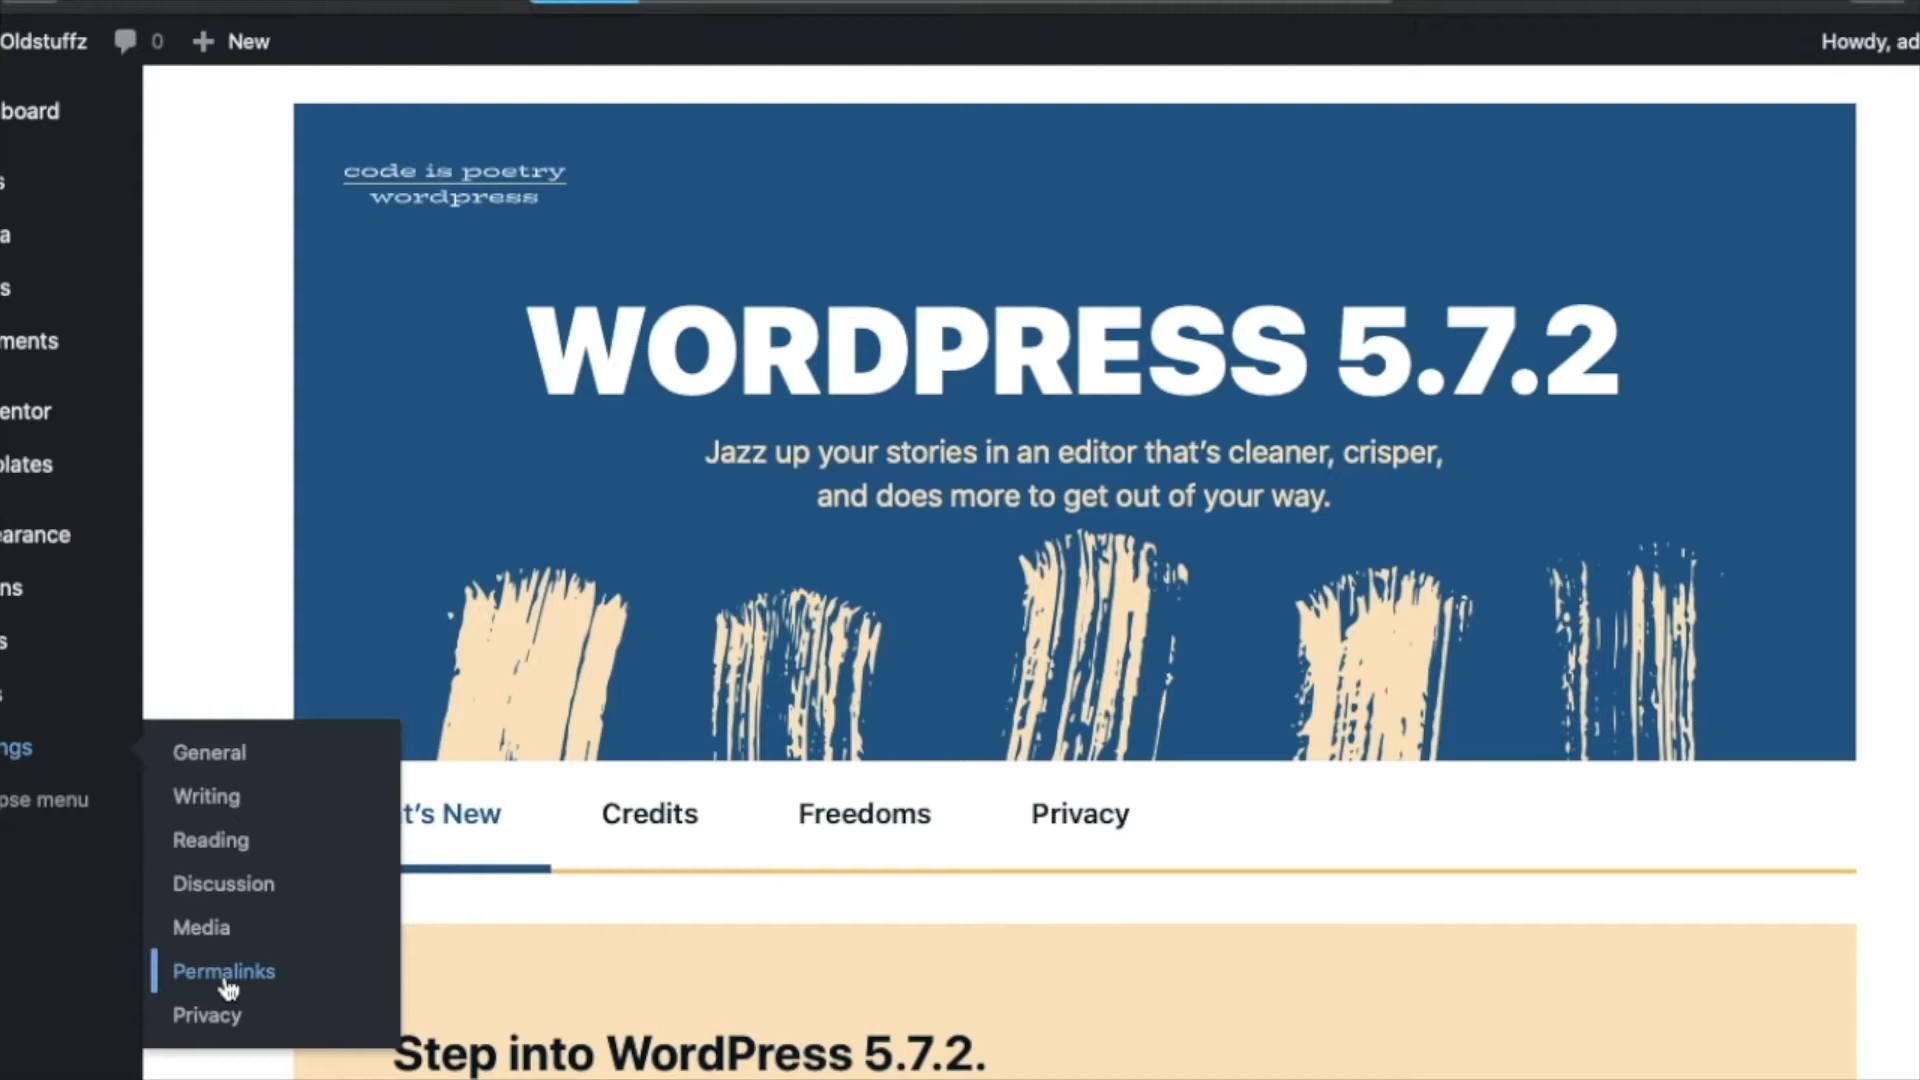 Oldstuffz 0 New Howdy, ad
board
s
a
s
ments
entor
plates
earance
ns
s
s
ngs
pse menu
code is poetry
wordpress
WORDPRESS 5.7.2
Jazz up your stories in an editor that’s cleaner, crisper,
and does more to get out of your way.
General
Writing
Reading
Discussion
Media
Permalinks
Privacy
t’s New Credits Freedoms Privacy
Step into WordPress 5.7.2.